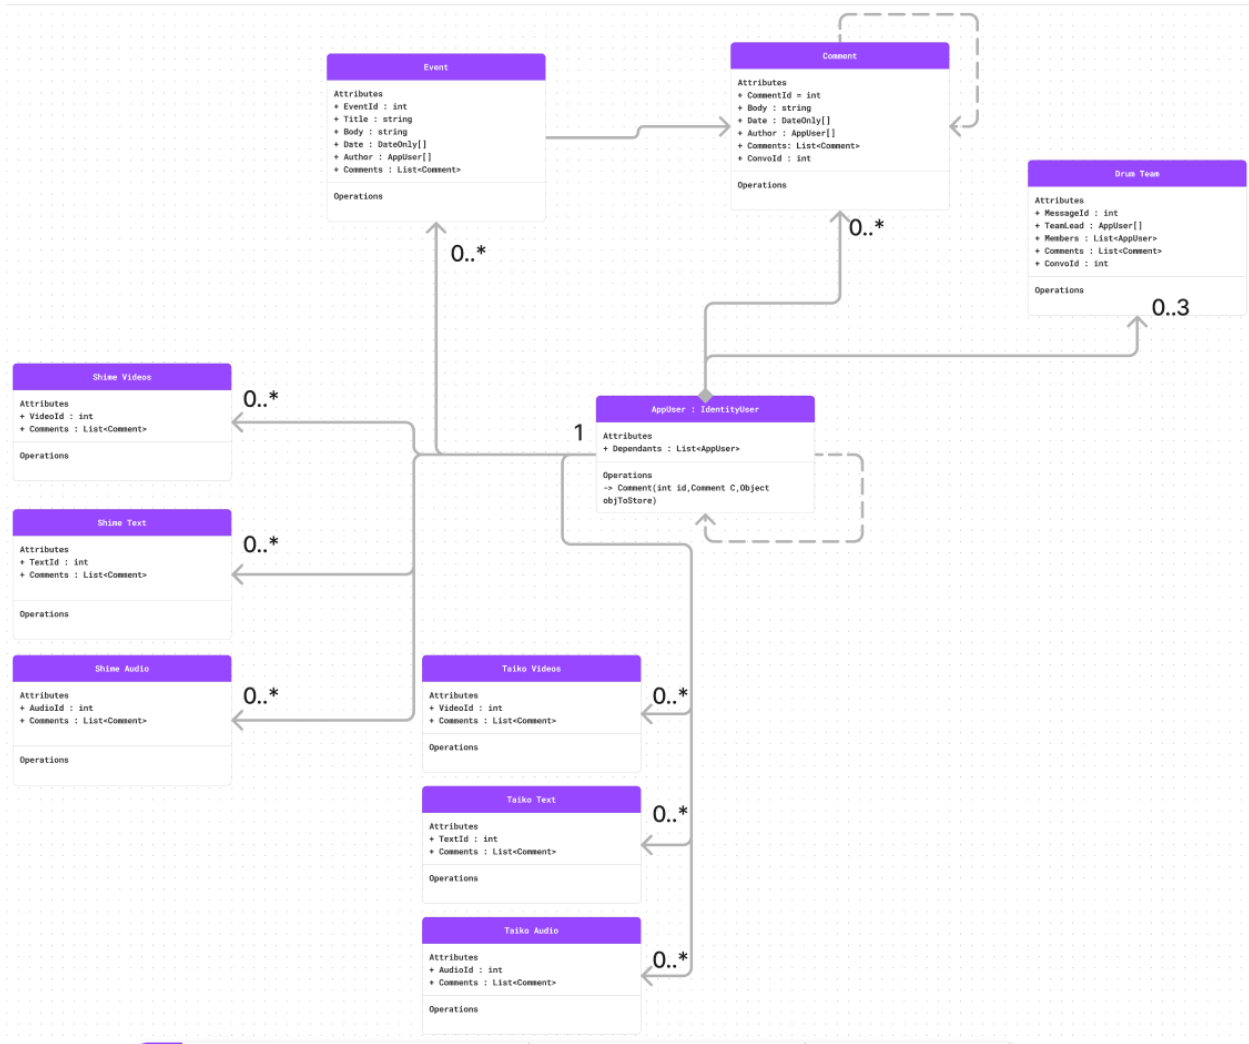 Event
Attributes
+ EventId : int
+ Title : string
+ Body : string
+ Date : DateOnly[]
+ Author : AppUser[]
+ Comments : List<Comment>
Operations
0..*
Comment
Attributes
+ CommentId = int
+ Body : string
+ Date : DateOnly[]
+ Author : AppUser[]
+ Comments: List<Comment>
+ ConvoId : int
Operations
0..*
Drum Team
Attributes
+ MessageId : int
+ TeamLead : AppUser[]
+ Members : List<AppUser>
+ Comments : List<Comment>
+ ConvoId : int
Operations
0..3
Shime Videos
Attributes
+ VideoId : int
+ Comments : List<Comment>
Operations
0..*
1
AppUser : IdentityUser
Attributes
+ Dependants : List<AppUser>
Operations
-> Comment(int id,Comment C,Object
objToStore)
Shime Text
Attributes
+ TextId : int
+ Comments : List<Comment>
Operations
0..*
Shime Audio
Attributes
+ AudioId : int
+ Comments : List<Comment>
Operations
0..*
Taiko Videos
Attributes
+ VideoId : int
+ Comments : List<Comment>
Operations
0..*
Taiko Text
Attributes
+ TextId : int
+ Comments : List<Comment>
Operations
0..*
Taiko Audio
Attributes
+ AudioId : int
+ Comments : List<Comment>
Operations
0..*